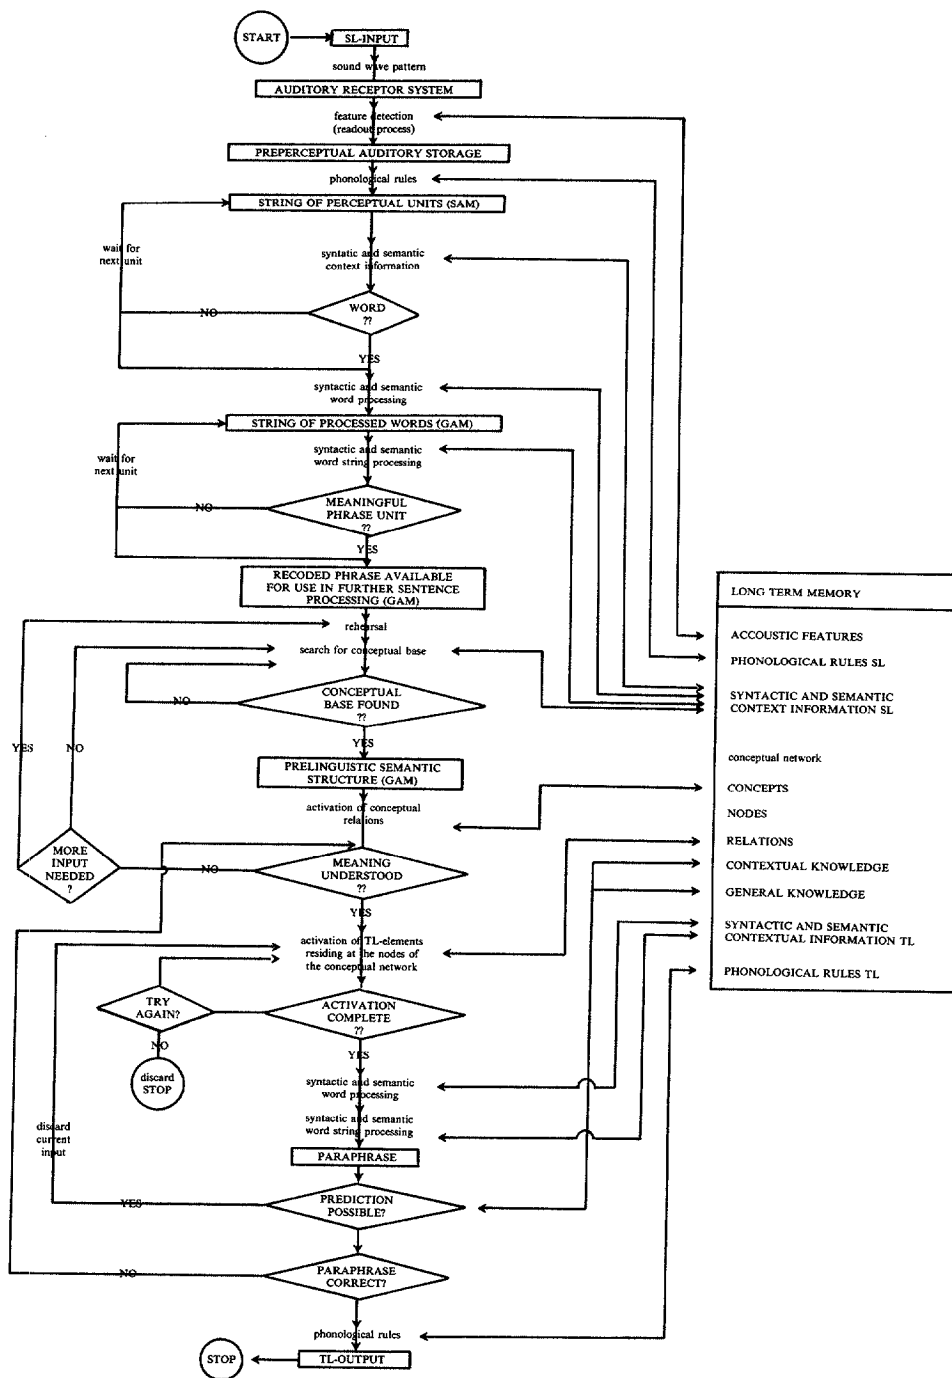 START
SL-INPUT
sound wave pattern
AUDITORY RECEPTOR SYSTEM
feature detection
(readout process)
PREPERCEPTUAL AUDITORY STORAGE
phonological rules
STRING OF PERCEPTUAL UNITS (SAM)
wait for
next unit
syntatic and semantic
context information
WORD
??
NO
YES
syntactic and semantic
word processing
STRING OF PROCESSED WORDS (GAM)
wait for
next unit
syntactic and semantic
word string processing
MEANINGFUL
PHRASE UNIT
??
NO
YES
RECODED PHRASE AVAILABLE
FOR USE IN FURTHER SENTENCE
PROCESSING (GAM)
rehearsal
search for conceptual base
CONCEPTUAL
BASE FOUND
??
NO
YES
YES
NO
PRELINGUISTIC SEMANTIC
STRUCTURE (GAM)
activation of conceptual
relations
MORE
INPUT
NEEDED
?
NO
MEANING
UNDERSTOOD
??
YES
activation of TL-elements
residing at the nodes of
the conceptual network
TRY
AGAIN?
ACTIVATION
COMPLETE
??
NO
YES
discard
STOP
syntactic and semantic
word processing
syntactic and semantic
word string processing
discard
current
input
PARAPHRASE
PREDICTION
POSSIBLE?
YES
PARAPHRASE
CORRECT?
NO
phonological rules
TL-OUTPUT
STOP
LONG TERM MEMORY
ACCOUSTIC FEATURES
PHONOLOGICAL RULES SL
SYNTACTIC AND SEMANTIC
CONTEXT INFORMATION SL
conceptual network
CONCEPTS
NODES
RELATIONS
CONTEXTUAL KNOWLEDGE
GENERAL KNOWLEDGE
SYNTACTIC AND SEMANTIC
CONTEXTUAL INFORMATION TL
PHONOLOGICAL RULES TL